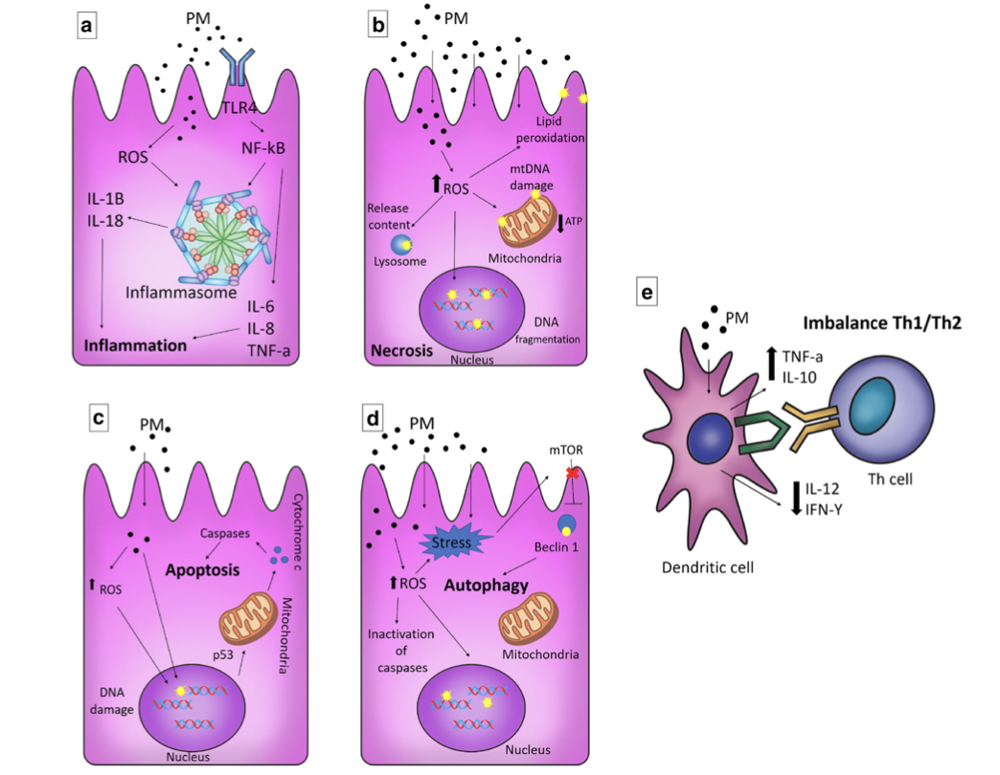 a
PM
TLR4
ROS
NF-kB
IL-1B
IL-18
Inflammasome
IL-6
IL-8
TNF-a
Inflammation
b
PM
Lipid
peroxidation
ROS
mtDNA
damage
ATP
Release
content
Lysosome
Mitochondria
DNA
fragmentation
Necrosis
Nucleus
c
PM
Cytochrome c
Caspases
Apoptosis
ROS
Mitochondria
p53
DNA
damage
Nucleus
d
PM
mTOR
Stress
Beclin 1
ROS
Autophagy
Inactivation
of
caspases
Mitochondria
Nucleus
e
PM
Imbalance Th1/Th2
TNF-a
IL-10
Th cell
IL-12
IFN-Y
Dendritic cell